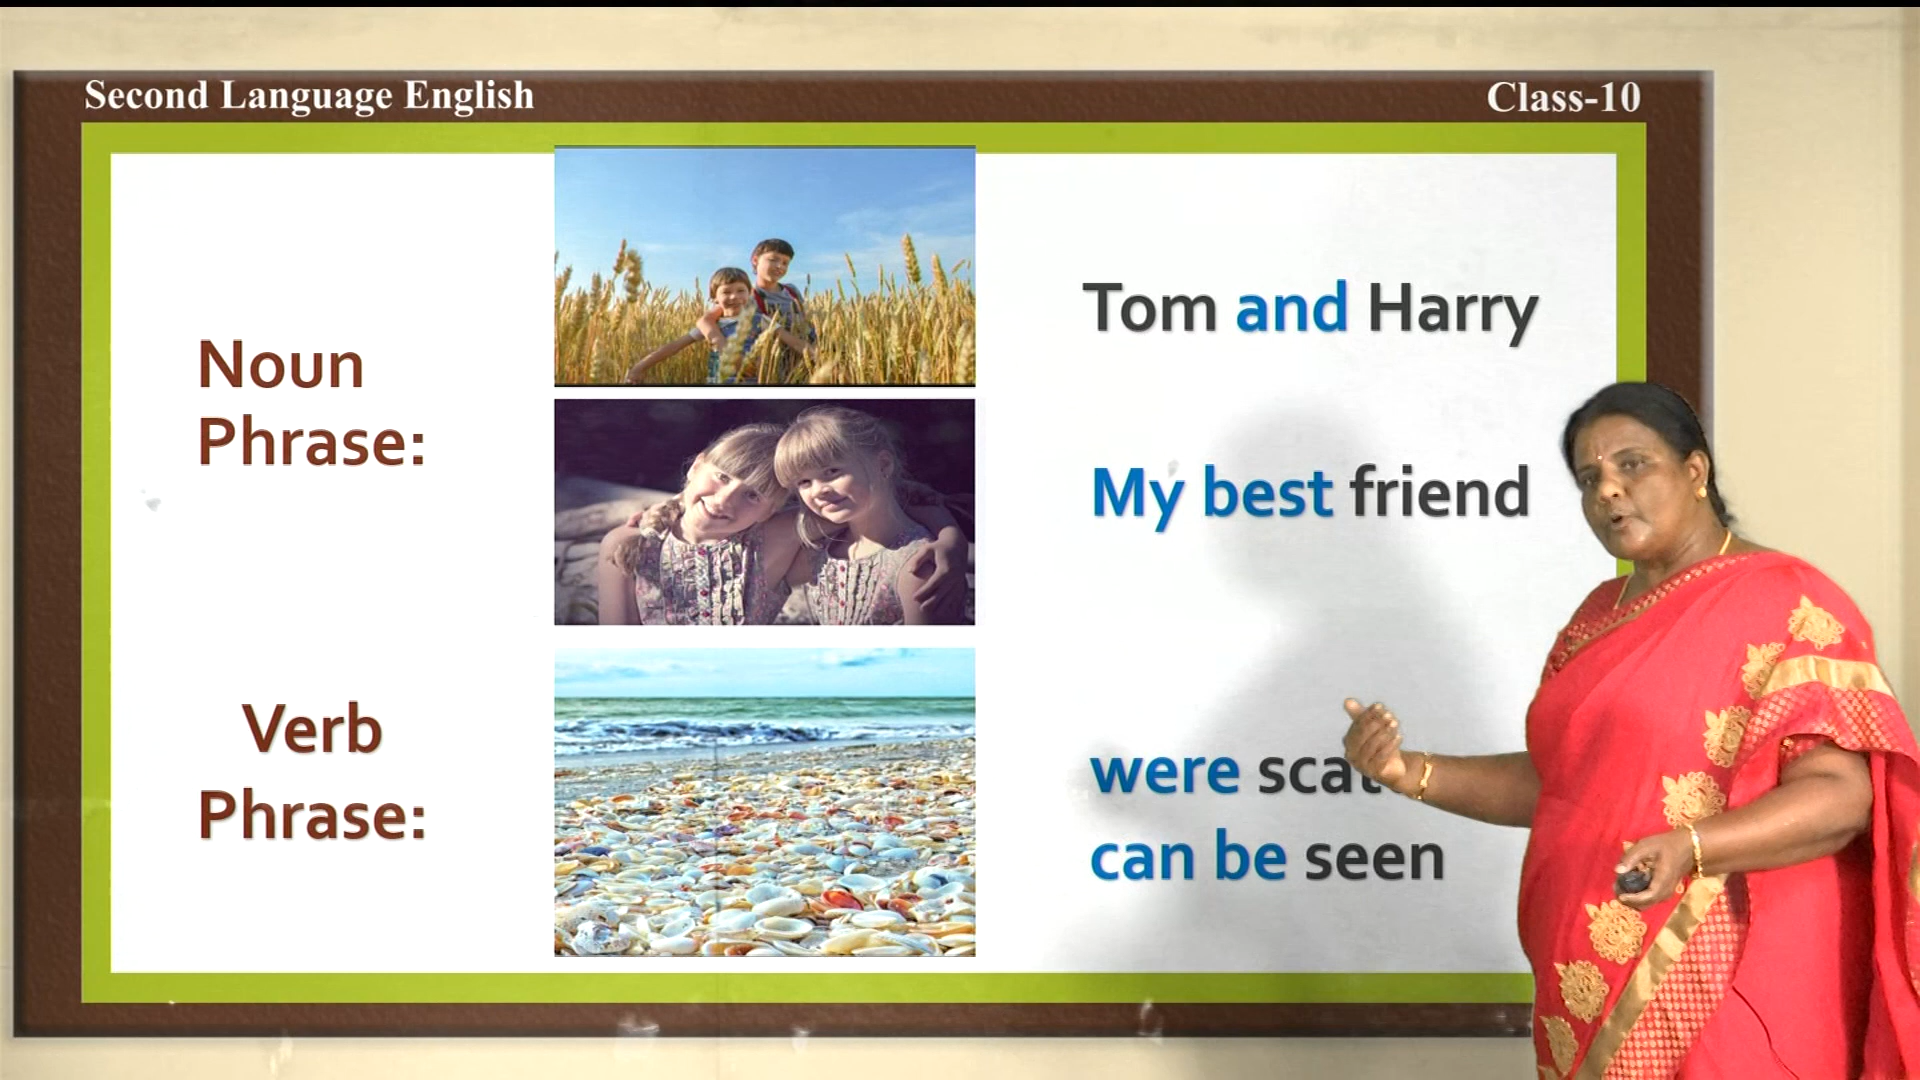 Second Language English
Class-10
Noun
Phrase:
Tom and Harry
My best friend
Verb
Phrase:
were
can be seen